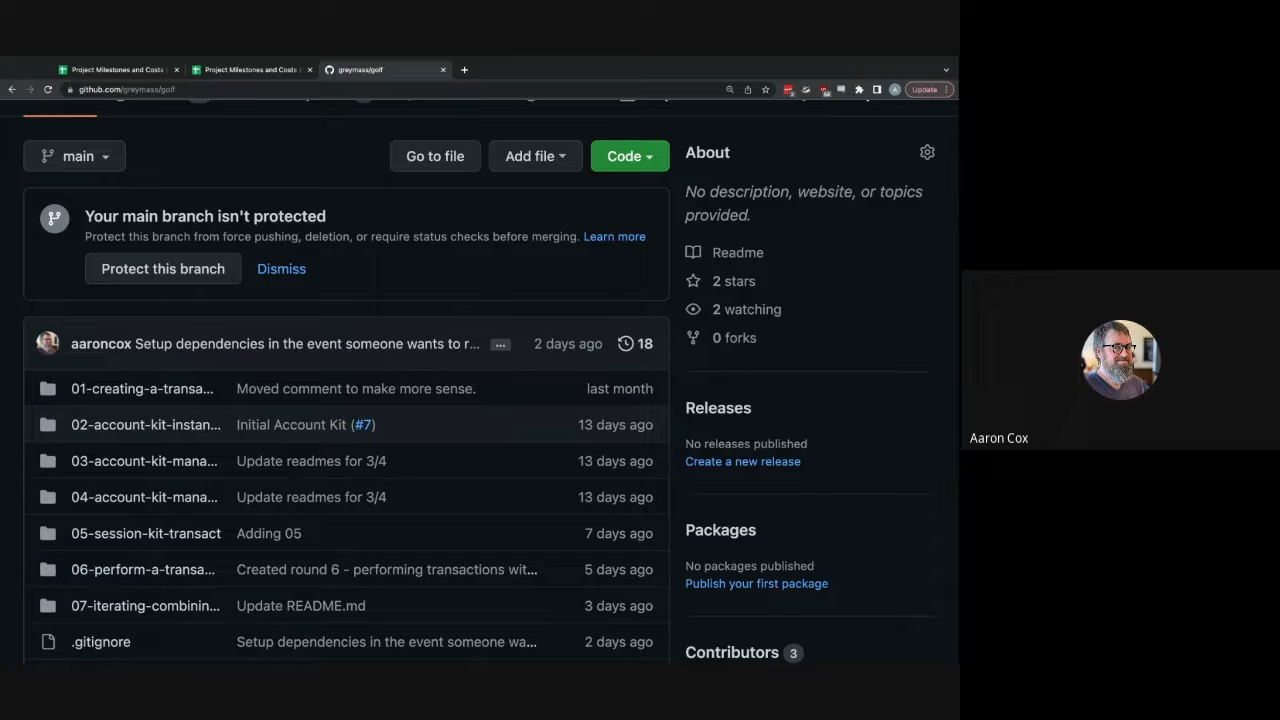 Project Milestones and Costs
Project Milestones and Costs
greymass/golf
github.com/greymass/golf
Update
main
Go to file
Add file
Code
Your main branch isn't protected
Protect this branch from force pushing, deletion, or require status checks before merging. Learn more
Protect this branch
Dismiss
aaroncox Setup dependencies in the event someone wants to r... ... 2 days ago 18
01-creating-a-transa... Moved comment to make more sense. last month
02-account-kit-instan... Initial Account Kit (#7) 13 days ago
03-account-kit-mana... Update readmes for 3/4 13 days ago
04-account-kit-mana... Update readmes for 3/4 13 days ago
05-session-kit-transact Adding 05 7 days ago
06-perform-a-transa... Created round 6 - performing transactions wit... 5 days ago
07-iterating-combinin... Update README.md 3 days ago
.gitignore Setup dependencies in the event someone wa... 2 days ago
About
No description, website, or topics
provided.
Readme
2 stars
2 watching
0 forks
Releases
No releases published
Create a new release
Packages
No packages published
Publish your first package
Contributors 3
Aaron Cox